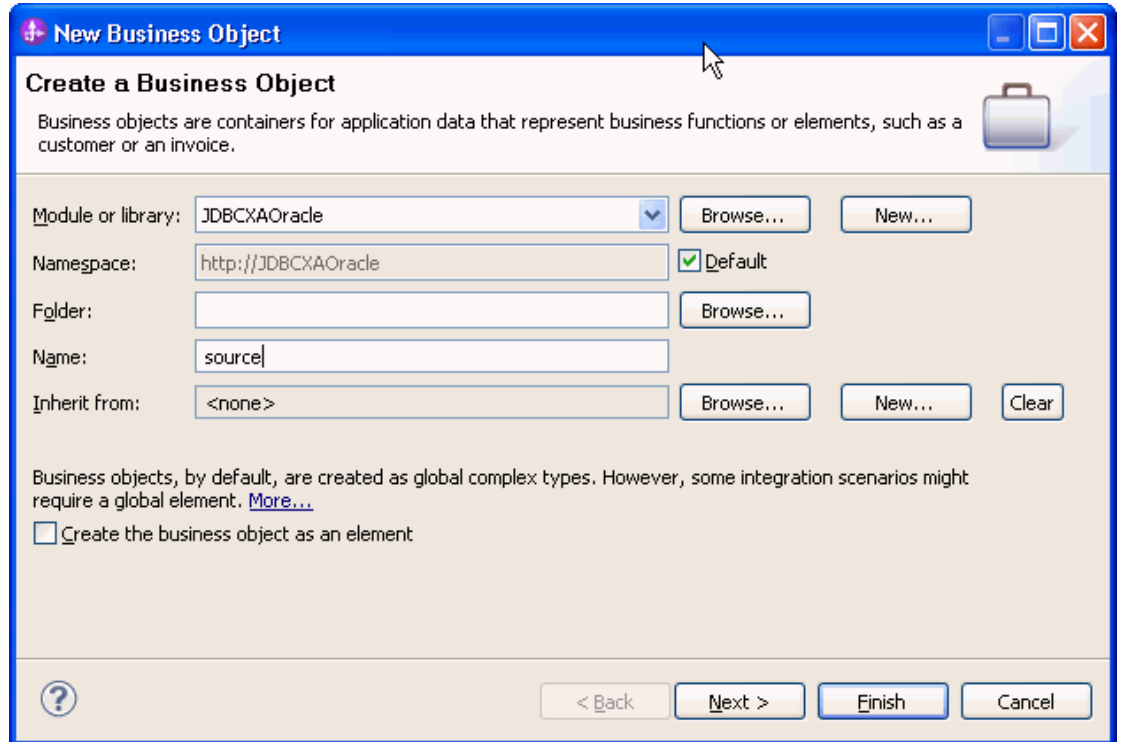 New Business Object
Create a Business Object
Business objects are containers for application data that represent business functions or elements, such as a
customer or an invoice.
Module or library: JDBCXAOracle Browse... New...
Namespace: http://JDBCXAOracle Default
Folder: Browse...
Name: source
Inherit from: <none> Browse... New... Clear
Business objects, by default, are created as global complex types. However, some integration scenarios might
require a global element. More...
Create the business object as an element
? < Back Next > Finish Cancel